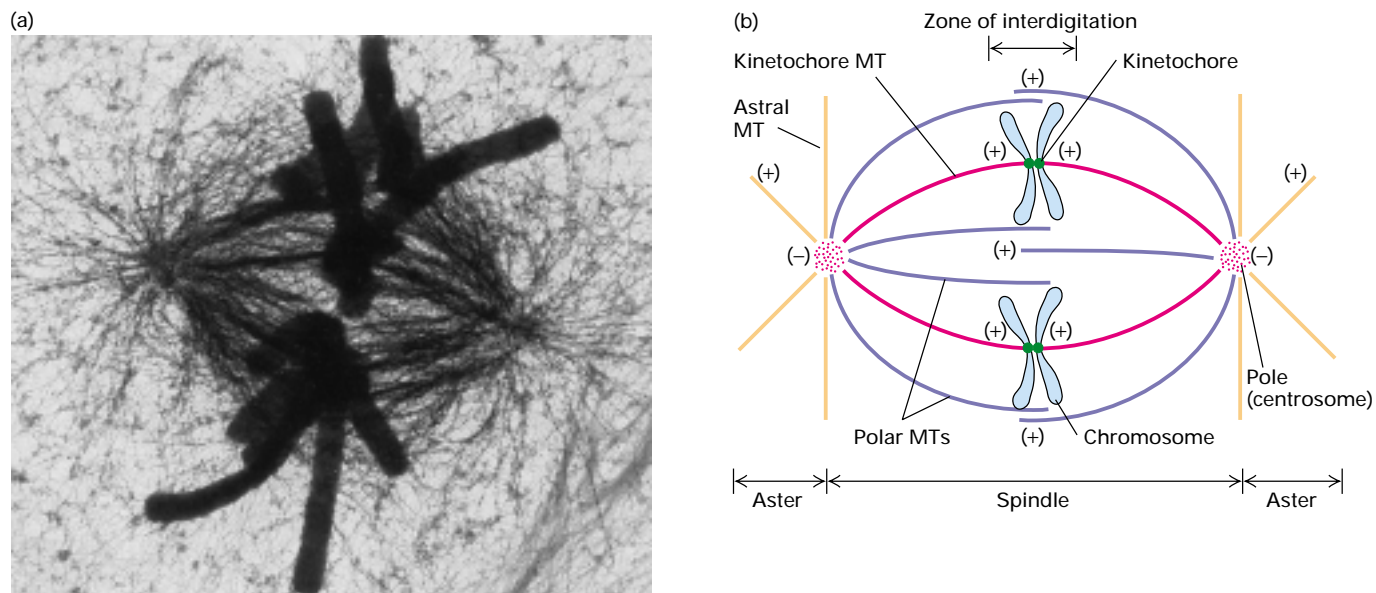 (a)
(b)
Zone of interdigitation
Kinetochore MT
(+)
Kinetochore
Astral
MT
(+)
(+)
(+)
(+)
(−)
(+)
(−)
(+)
(+)
Pole
(centrosome)
Polar MTs
(+)
Chromosome
Aster
Spindle
Aster